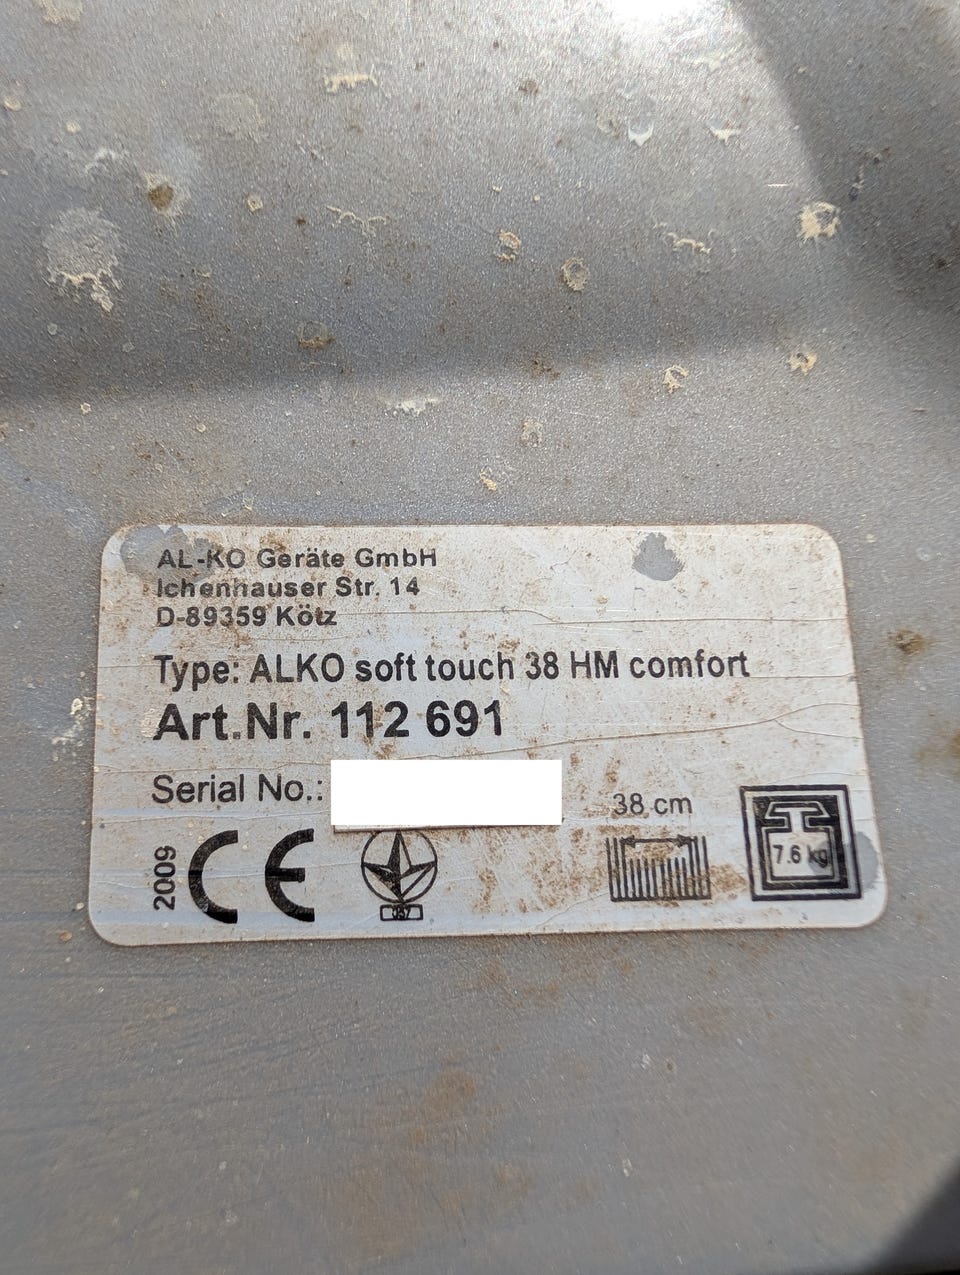 AL-KO Geräte GmbH
Ichenhauser Str. 14
D-89359 Kötz
Type: ALKO soft touch 38 HM comfort
Art.Nr. 112 691
Serial No.:
38 cm
7.6 kg
2009
CE